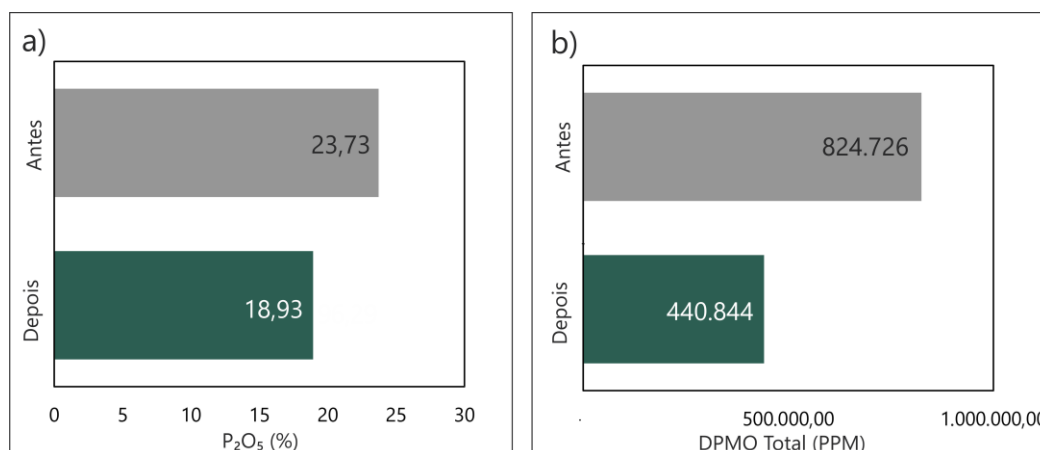 a)
Antes
23,73
Depois
18,93
0 5 10 15 20 25 30
P₂O₅ (%)
b)
Antes
824.726
Depois
440.844
500.000,00 1.000.000,00
DPMO Total (PPM)